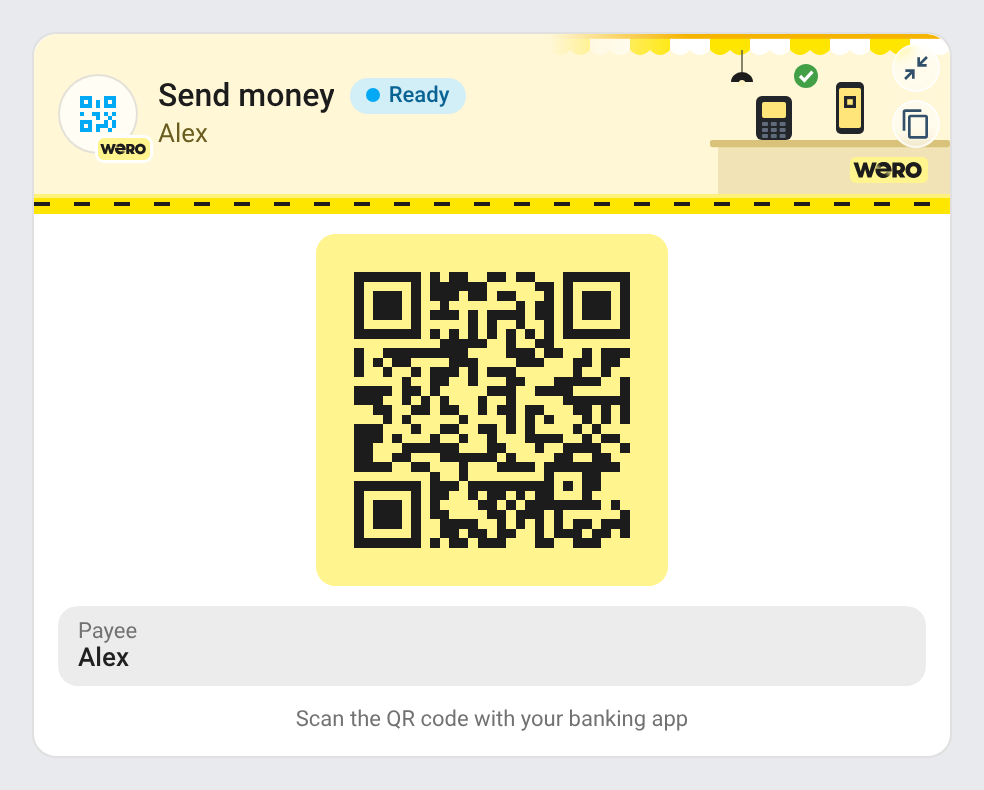 Send money
Ready
Alex
wero
wero
Payee
Alex
Scan the QR code with your banking app